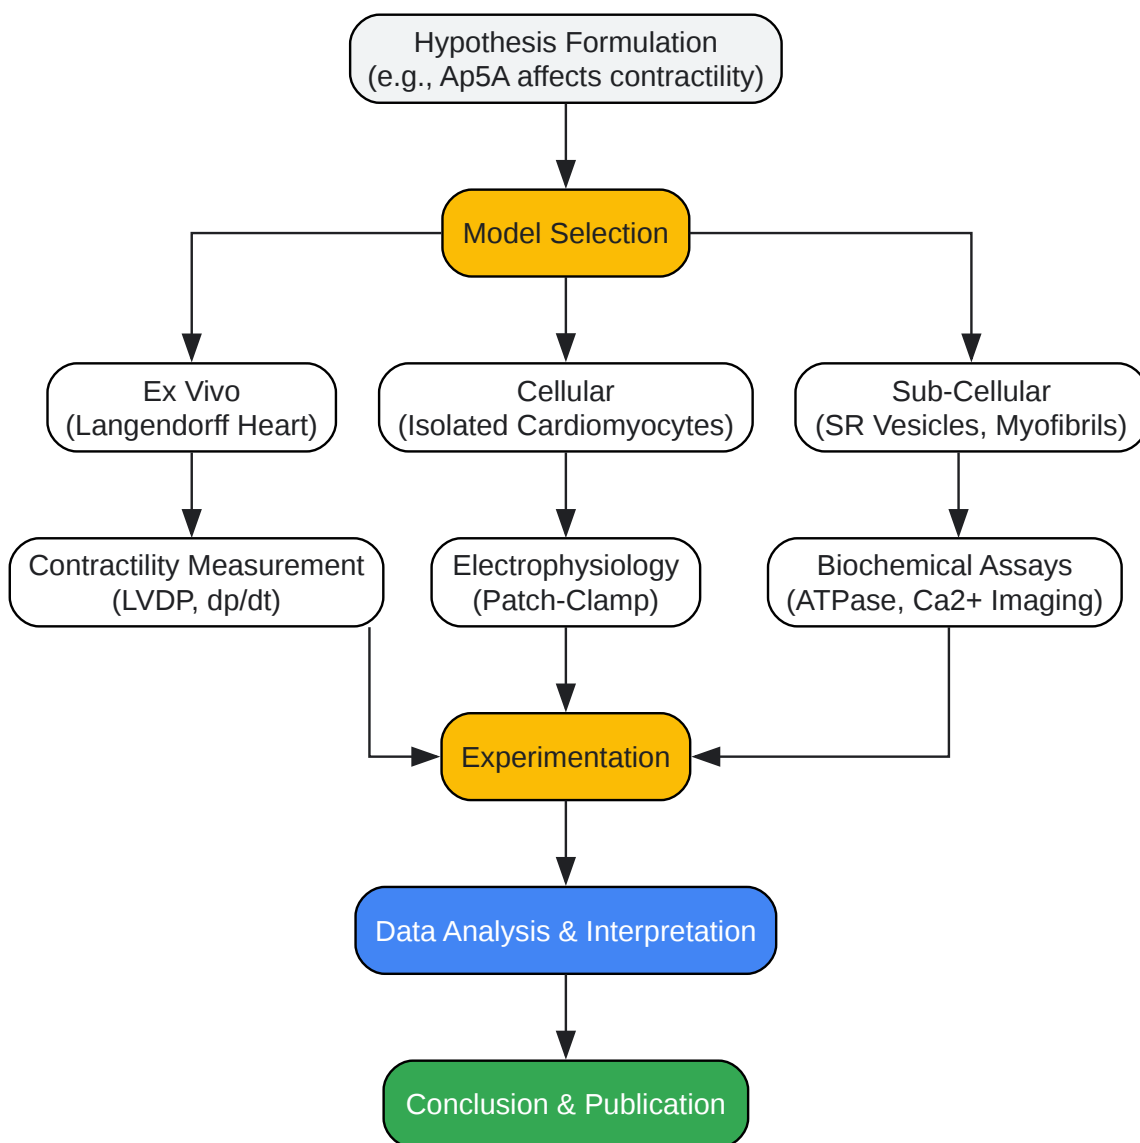 Hypothesis Formulation
(e.g., Ap5A affects contractility)
Model Selection
Ex Vivo
(Langendorff Heart)
Cellular
(Isolated Cardiomyocytes)
Sub-Cellular
(SR Vesicles, Myofibrils)
Contractility Measurement
(LVDP, dp/dt)
Electrophysiology
(Patch-Clamp)
Biochemical Assays
(ATPase, Ca2+ Imaging)
Experimentation
Data Analysis & Interpretation
Conclusion & Publication